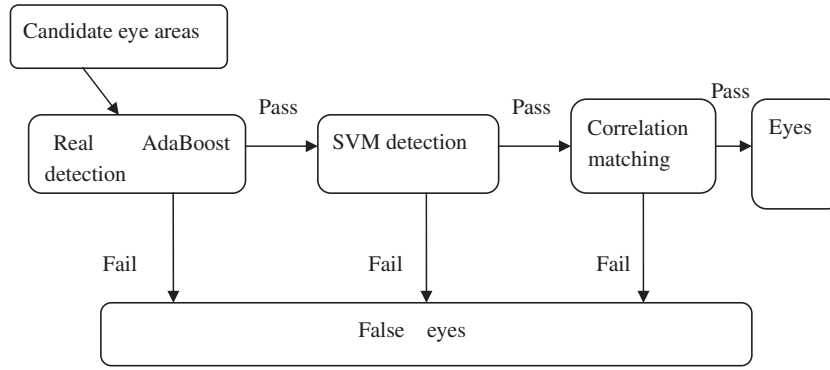 Candidate eye areas
Pass
Pass
Pass
Real AdaBoost
detection
SVM detection
Correlation
matching
Eyes
Fail
Fail
Fail
False eyes